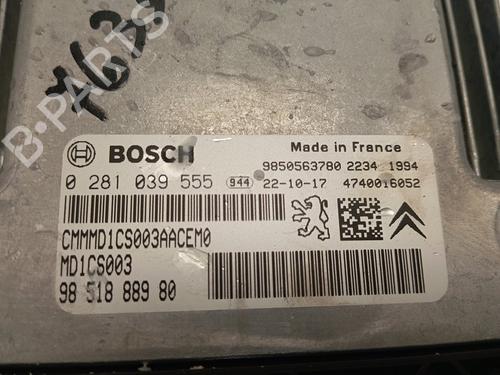 B-PARTS
BOSCH
Made in France
9850563780 2234 1994
0 281 039 555 944 22-10-17 4740016052
CMMMD1CS003AACEM0
MD1CS003
98 518 889 80